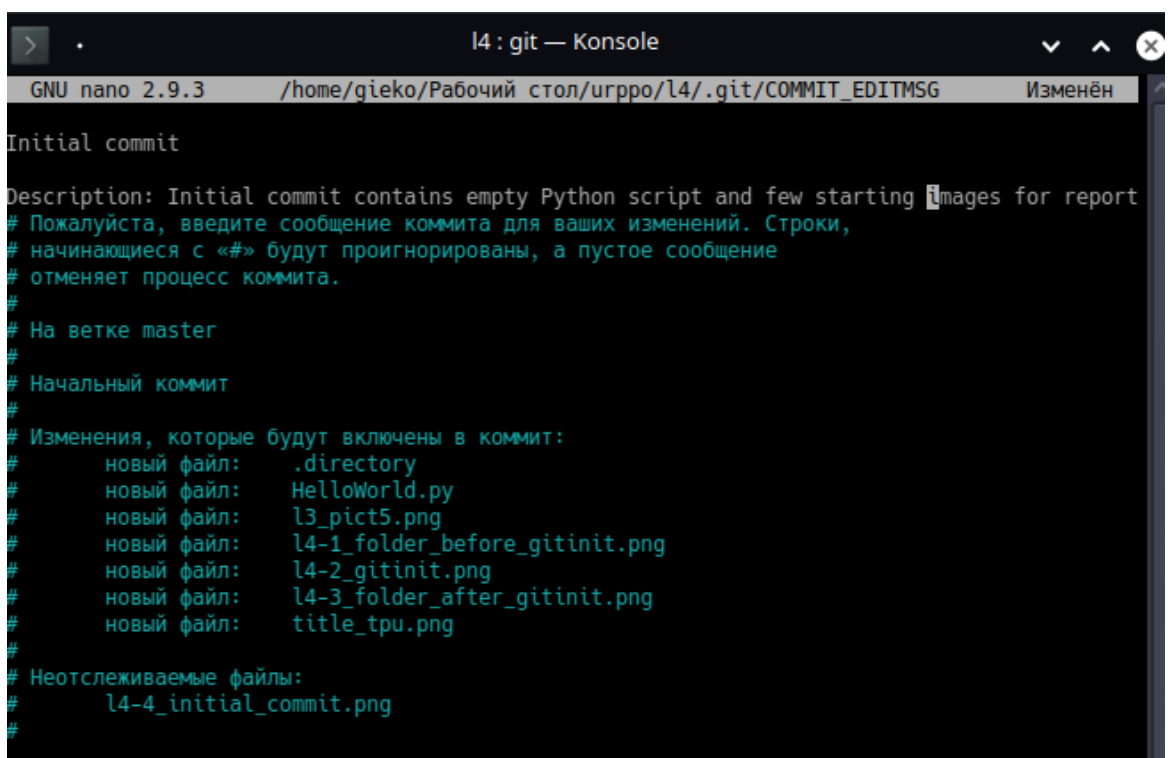 l4 : git — Konsole
GNU nano 2.9.3 /home/gieko/Рабочий стол/urppo/l4/.git/COMMIT_EDITMSG Изменён
Initial commit
Description: Initial commit contains empty Python script and few starting images for report
# Пожалуйста, введите сообщение коммита для ваших изменений. Строки,
# начинающиеся с «#» будут проигнорированы, а пустое сообщение
# отменяет процесс коммита.
#
# На ветке master
#
# Начальный коммит
#
# Изменения, которые будут включены в коммит:
# новый файл: .directory
# новый файл: HelloWorld.py
# новый файл: l3_pict5.png
# новый файл: l4-1_folder_before_gitinit.png
# новый файл: l4-2_gitinit.png
# новый файл: l4-3_folder_after_gitinit.png
# новый файл: title_tpu.png
#
# Неотслеживаемые файлы:
# l4-4_initial_commit.png
#